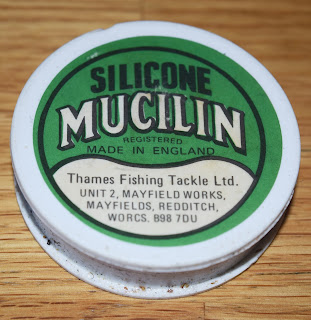 SILICONE
MUCILIN
REGISTERED
MADE IN ENGLAND
Thames Fishing Tackle Ltd.
UNIT 2, MAYFIELD WORKS,
MAYFIELDS, REDDITCH,
WORCS. B98 7DU